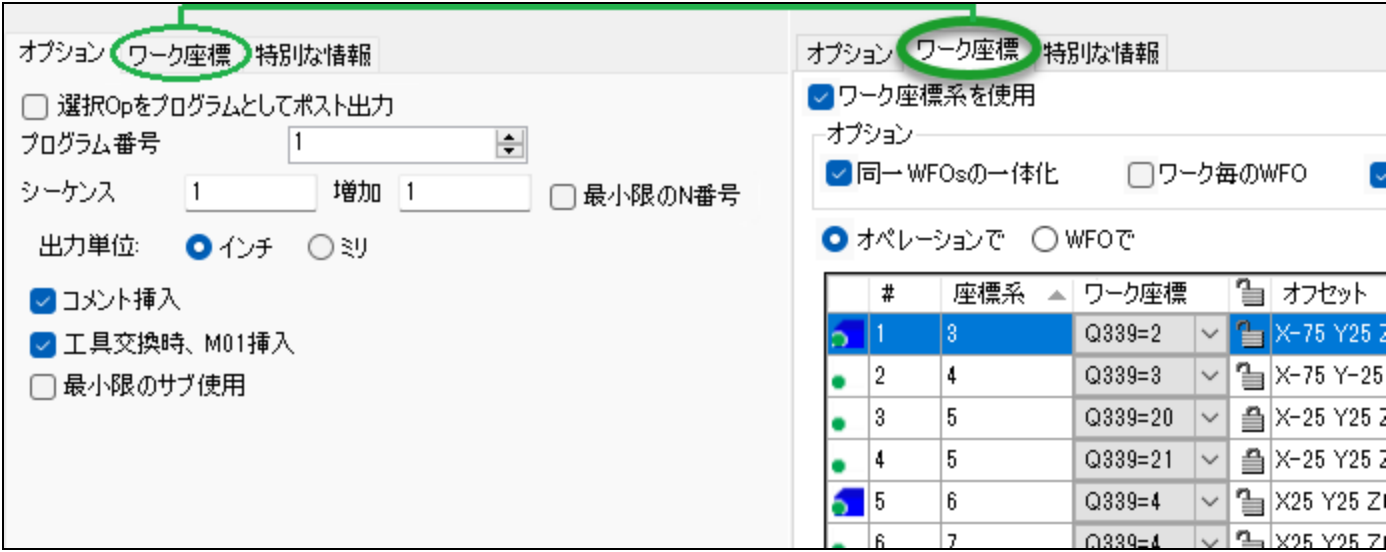 オプション ワーク座標 特別な情報
選択Opをプログラムとしてポスト出力
プログラム番号 1
シーケンス 1 増加 1 最小限のN番号
出力単位: インチ ミリ
コメント挿入
工具交換時、M01挿入
最小限のサブ使用
オプション ワーク座標 特別な情報
ワーク座標系を使用
オプション
同一WFOsの一体化 ワーク毎のWFO
オペレーションで WFOで
# 座標系 ワーク座標 オフセット
1 3 Q339=2 X-75 Y25 Z
2 4 Q339=3 X-75 Y-25
3 5 Q339=20 X-25 Y25 Z
4 5 Q339=21 X-25 Y25 Z
5 6 Q339=4 X25 Y25 Z
6 7 Q339=4 X25 Y25 Z